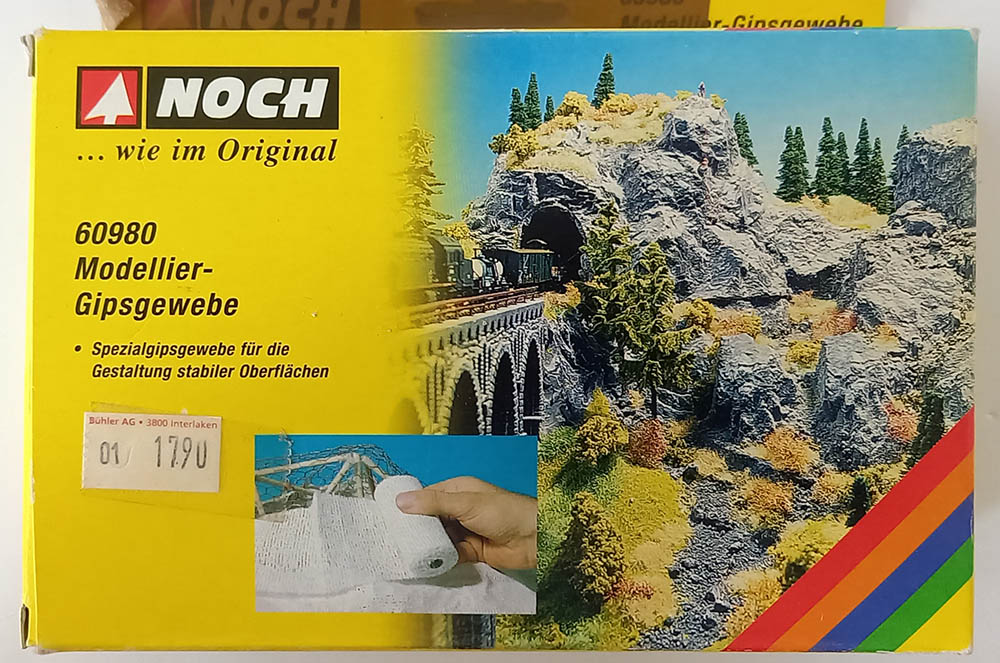 60980
Modellier-Gipsgewebe
NOCH
... wie im Original
60980
Modellier-
Gipsgewebe
• Spezialgipsgewebe für die
Gestaltung stabiler Oberflächen
Bühler AG • 3800 Interlaken
01 17.90